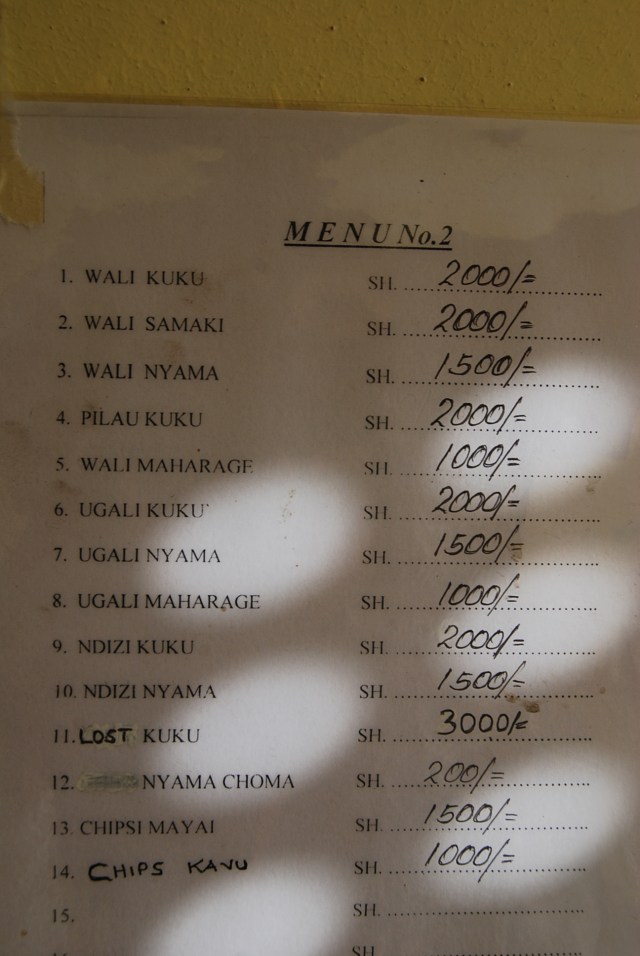 MENU No.2
1. WALI KUKU SH. 2000/=
2. WALI SAMAKI SH. 2000/=
3. WALI NYAMA SH. 1500/=
4. PILAU KUKU SH. 2000/=
5. WALI MAHARAGE SH. 1000/=
6. UGALI KUKU SH. 2000/=
7. UGALI NYAMA SH. 1500/=
8. UGALI MAHARAGE SH. 1000/=
9. NDIZI KUKU SH. 2000/=
10. NDIZI NYAMA SH. 1500/=
11. LOST KUKU SH. 3000/=
12. NYAMA CHOMA SH. 200/=
13. CHIPSI MAYAI SH. 1500/=
14. CHIPS KAVU SH. 1000/=
15. SH.
SH.